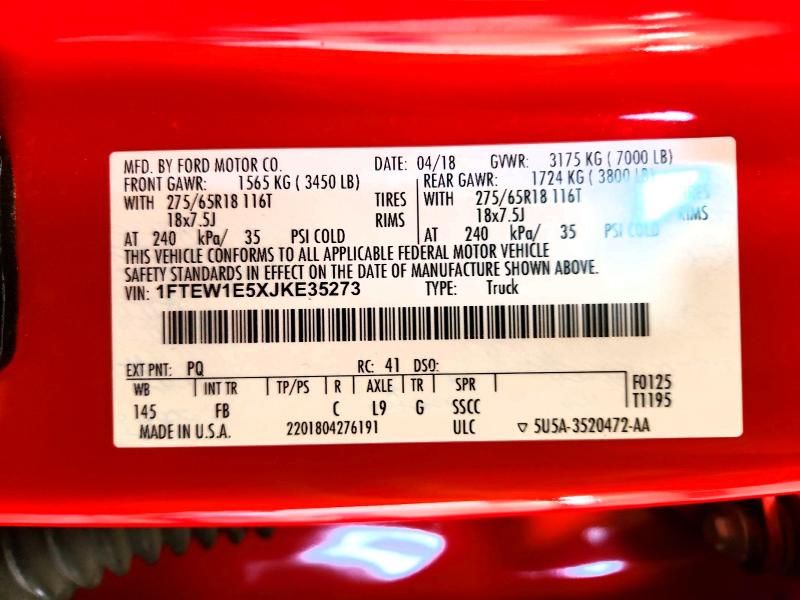 MFD. BY FORD MOTOR CO. DATE: 04/18 GVWR: 3175 KG ( 7000 LB)
FRONT GAWR: 1565 KG ( 3450 LB) REAR GAWR: 1724 KG ( 3800 LB)
WITH 275/65R18 116T TIRES WITH 275/65R18 116T TIRES
18x7.5J RIMS 18x7.5J RIMS
AT 240 kPa/ 35 PSI COLD AT 240 kPa/ 35 PSI COLD
THIS VEHICLE CONFORMS TO ALL APPLICABLE FEDERAL MOTOR VEHICLE
SAFETY STANDARDS IN EFFECT ON THE DATE OF MANUFACTURE SHOWN ABOVE.
VIN: 1FTEW1E5XJKE35273 TYPE: Truck
EXT PNT: PQ RC: 41 DSO:
WB INT TR TP/PS R AXLE TR SPR F0125
145 FB C L9 G SSCC T1195
MADE IN U.S.A. 2201804276191 ULC ▽ 5U5A-3520472-AA